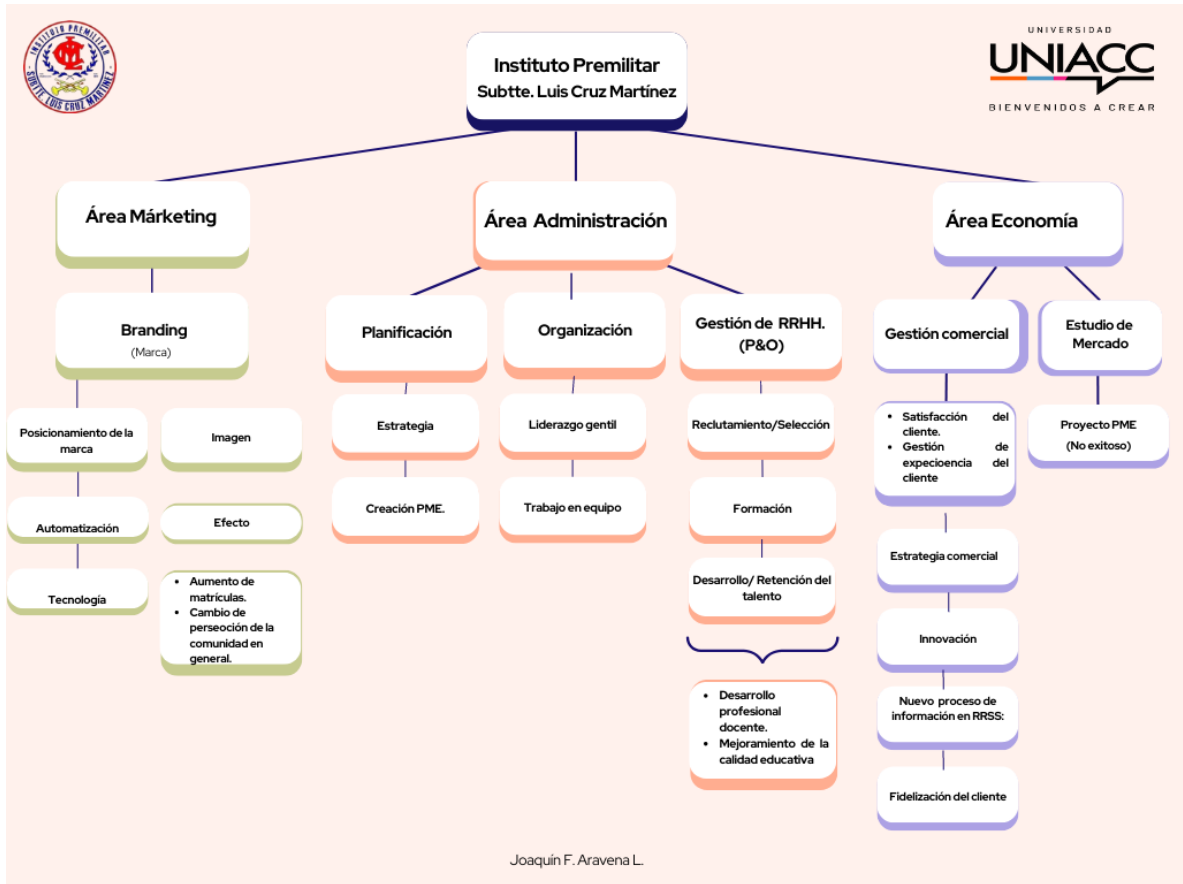 INSTITUTO PREMILITAR
SUBTTE. LUIS CRUZ MARTÍNEZ
UNIVERSIDAD
UNIACC
BIENVENIDOS A CREAR
Instituto Premilitar
Subtte. Luis Cruz Martínez
Área Márketing
Área Administración
Área Economía
Branding
(Marca)
Posicionamiento de la
marca
Imagen
Automatización
Efecto
Tecnología
• Aumento de
matrículas.
• Cambio de
perseoción de la
comunidad en
general.
Planificación
Estrategia
Creación PME.
Organización
Liderazgo gentil
Trabajo en equipo
Gestión de RRHH.
(P&O)
Reclutamiento/Selección
Formación
Desarrollo/ Retención del
talento
• Desarrollo
profesional
docente.
• Mejoramiento de la
calidad educativa
Gestión comercial
• Satisfacción del
cliente.
• Gestión de
expecioencia del
cliente
Estrategia comercial
Innovación
Nuevo proceso de
información en RRSS:
Fidelización del cliente
Estudio de
Mercado
Proyecto PME
(No exitoso)
Joaquín F. Aravena L.